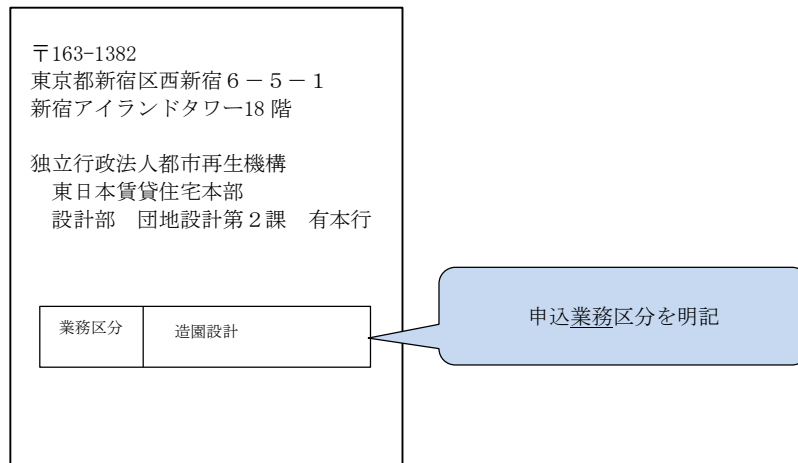 〒163-1382
東京都新宿区西新宿６－５－１
新宿アイランドタワー18 階
独立行政法人都市再生機構
東日本賃貸住宅本部
設計部　団地設計第２課　有本行
業務区分　造園設計
申込業務区分を明記